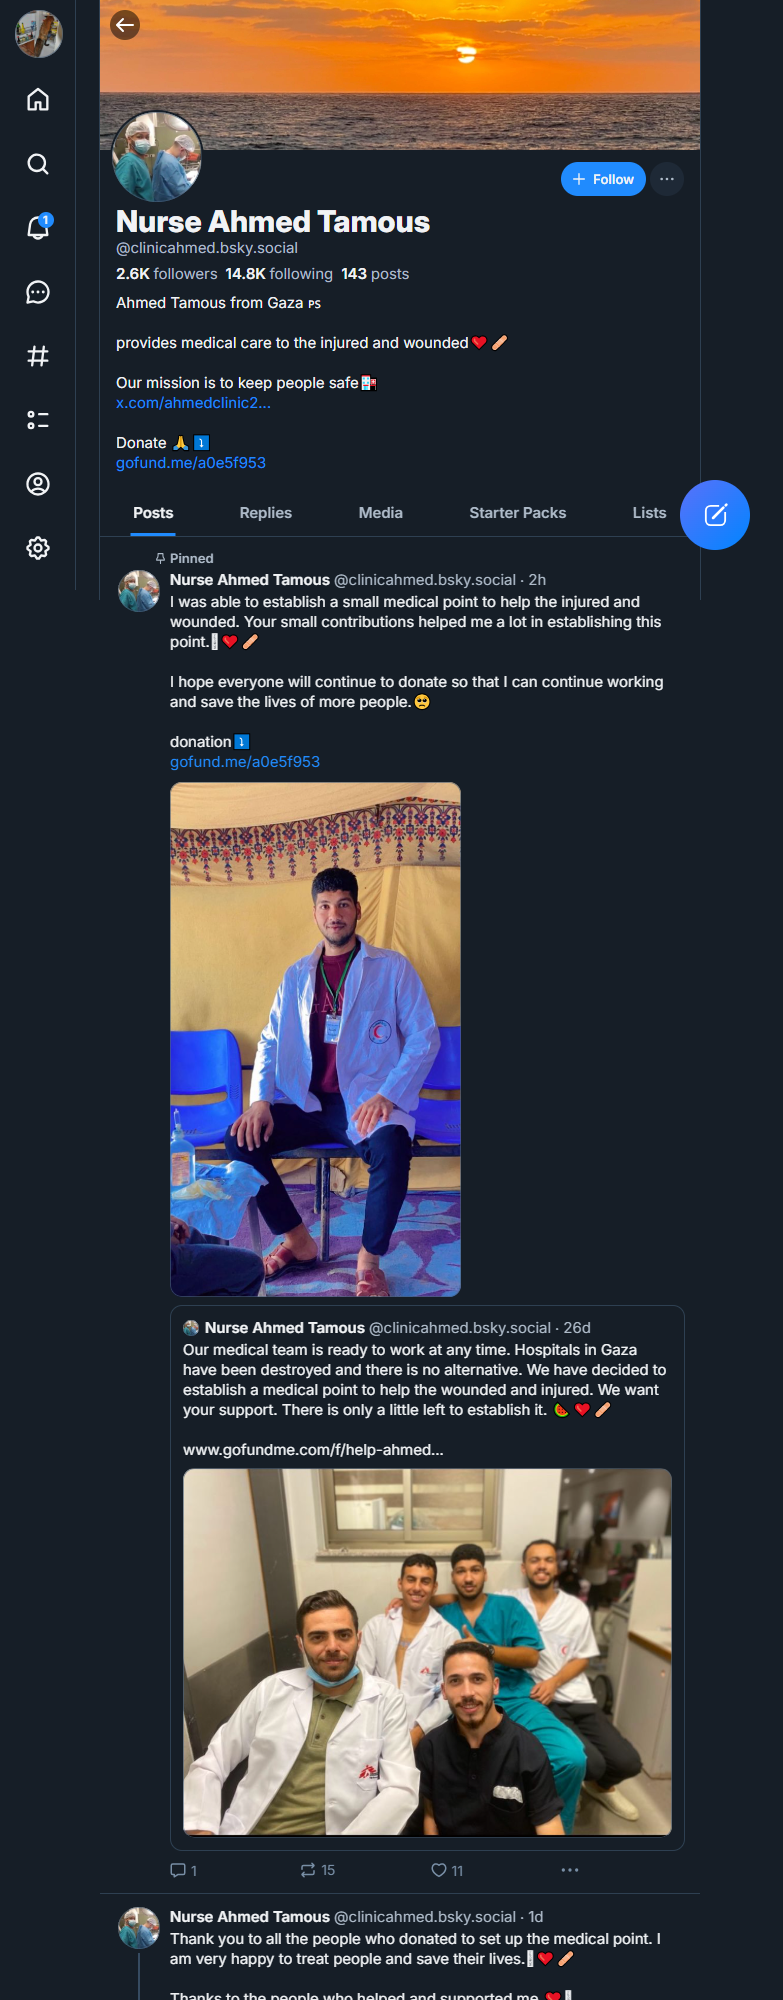 1
+ Follow
Nurse Ahmed Tamous
@clinicahmed.bsky.social
2.6K followers 14.8K following 143 posts
Ahmed Tamous from Gaza PS
provides medical care to the injured and wounded❤️🩹
Our mission is to keep people safe🏥
x.com/ahmedclinic2...
Donate 🙏⤵️
gofund.me/a0e5f953
Posts Replies Media Starter Packs Lists
Pinned
Nurse Ahmed Tamous @clinicahmed.bsky.social · 2h
I was able to establish a small medical point to help the injured and
wounded. Your small contributions helped me a lot in establishing this
point.❤️🩹
I hope everyone will continue to donate so that I can continue working
and save the lives of more people.🥺
donation⤵️
gofund.me/a0e5f953
Nurse Ahmed Tamous @clinicahmed.bsky.social · 26d
Our medical team is ready to work at any time. Hospitals in Gaza
have been destroyed and there is no alternative. We have decided to
establish a medical point to help the wounded and injured. We want
your support. There is only a little left to establish it. 🍉❤️🩹
www.gofundme.com/f/help-ahmed...
1 15 11
Nurse Ahmed Tamous @clinicahmed.bsky.social · 1d
Thank you to all the people who donated to set up the medical point. I
am very happy to treat people and save their lives.❤️🩹
Thanks to the people who helped and supported me ❤️